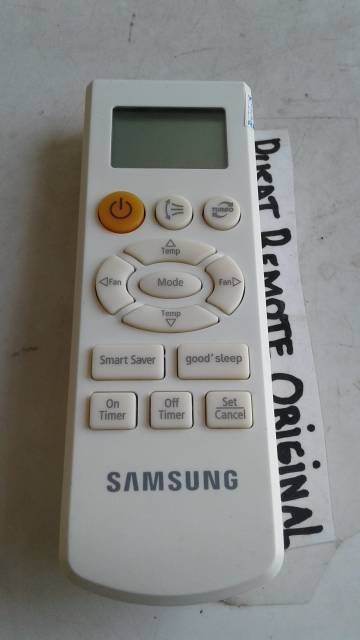 TURBO
Temp
Fan
Mode
Fan
Temp
Smart Saver
good'sleep
On
Timer
Off
Timer
Set
Cancel
SAMSUNG
DIKAT REMOTE ORIGINAL